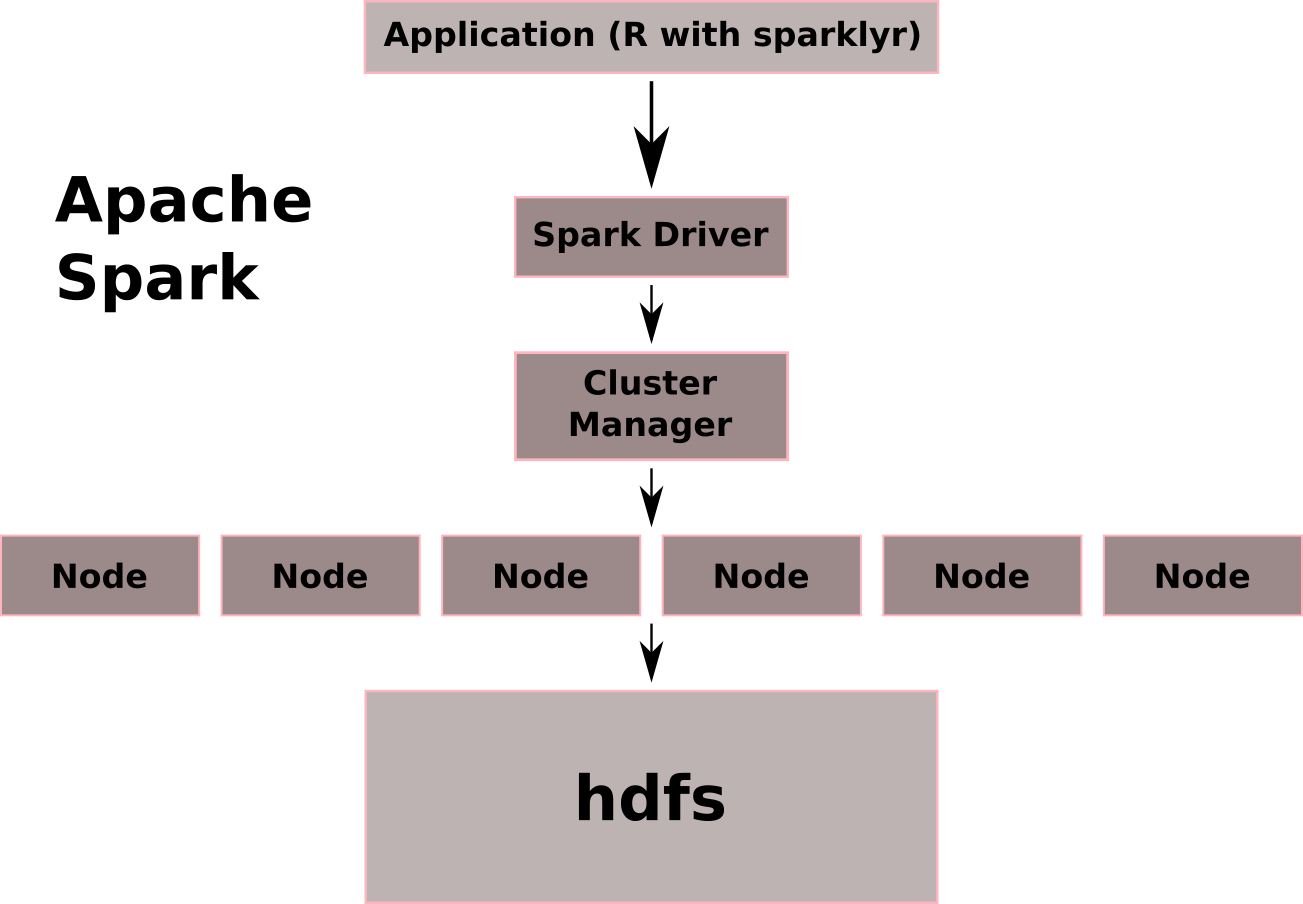 Application (R with sparklyr)
Apache
Spark
Spark Driver
Cluster
Manager
Node Node Node Node Node Node
hdfs